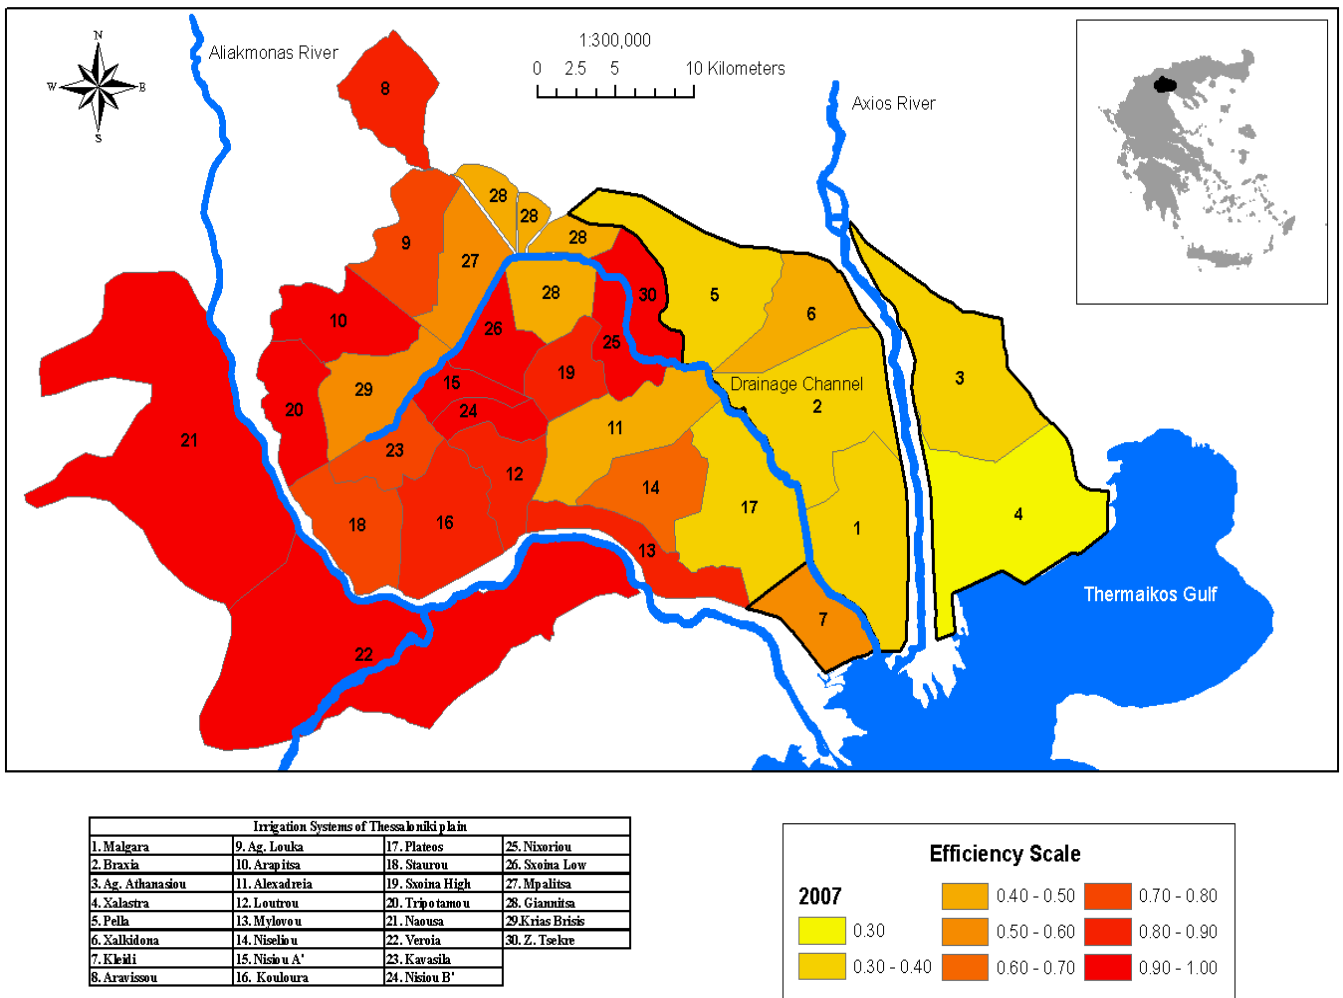 N
W
E
S
Aliakmonas River
1:300,000
0 2.5 5 10 Kilometers
Axios River
8
28
28
9
28
27
28
30
5
10
26
6
25
15
19
3
29
Drainage Channel
20
24
2
11
21
23
12
14
17
18
16
4
1
13
Thermaikos Gulf
7
22
Irrigation Systems of Thessaloniki plain
1. Malgara 9. Ag. Louka 17. Plateos 25. Nixoriou
2. Braxia 10. Arapitsa 18. Staurou 26. Sxoina Low
3. Ag. Athanasiou 11. Alexadreia 19. Sxoina High 27. Mpalitsa
4. Xalastra 12. Loutrou 20. Tripotamou 28. Giannitsa
5. Pella 13. Mylovou 21. Naousa 29.Krias Brisis
6. Xalkidona 14. Niseliou 22. Veroia 30. Z. Tsekre
7. Kleidi 15. Nisiou A' 23. Kavasila
8. Aravissou 16. Kouloura 24. Nisiou B'
Efficiency Scale
2007
0.30
0.30 - 0.40
0.40 - 0.50
0.50 - 0.60
0.60 - 0.70
0.70 - 0.80
0.80 - 0.90
0.90 - 1.00